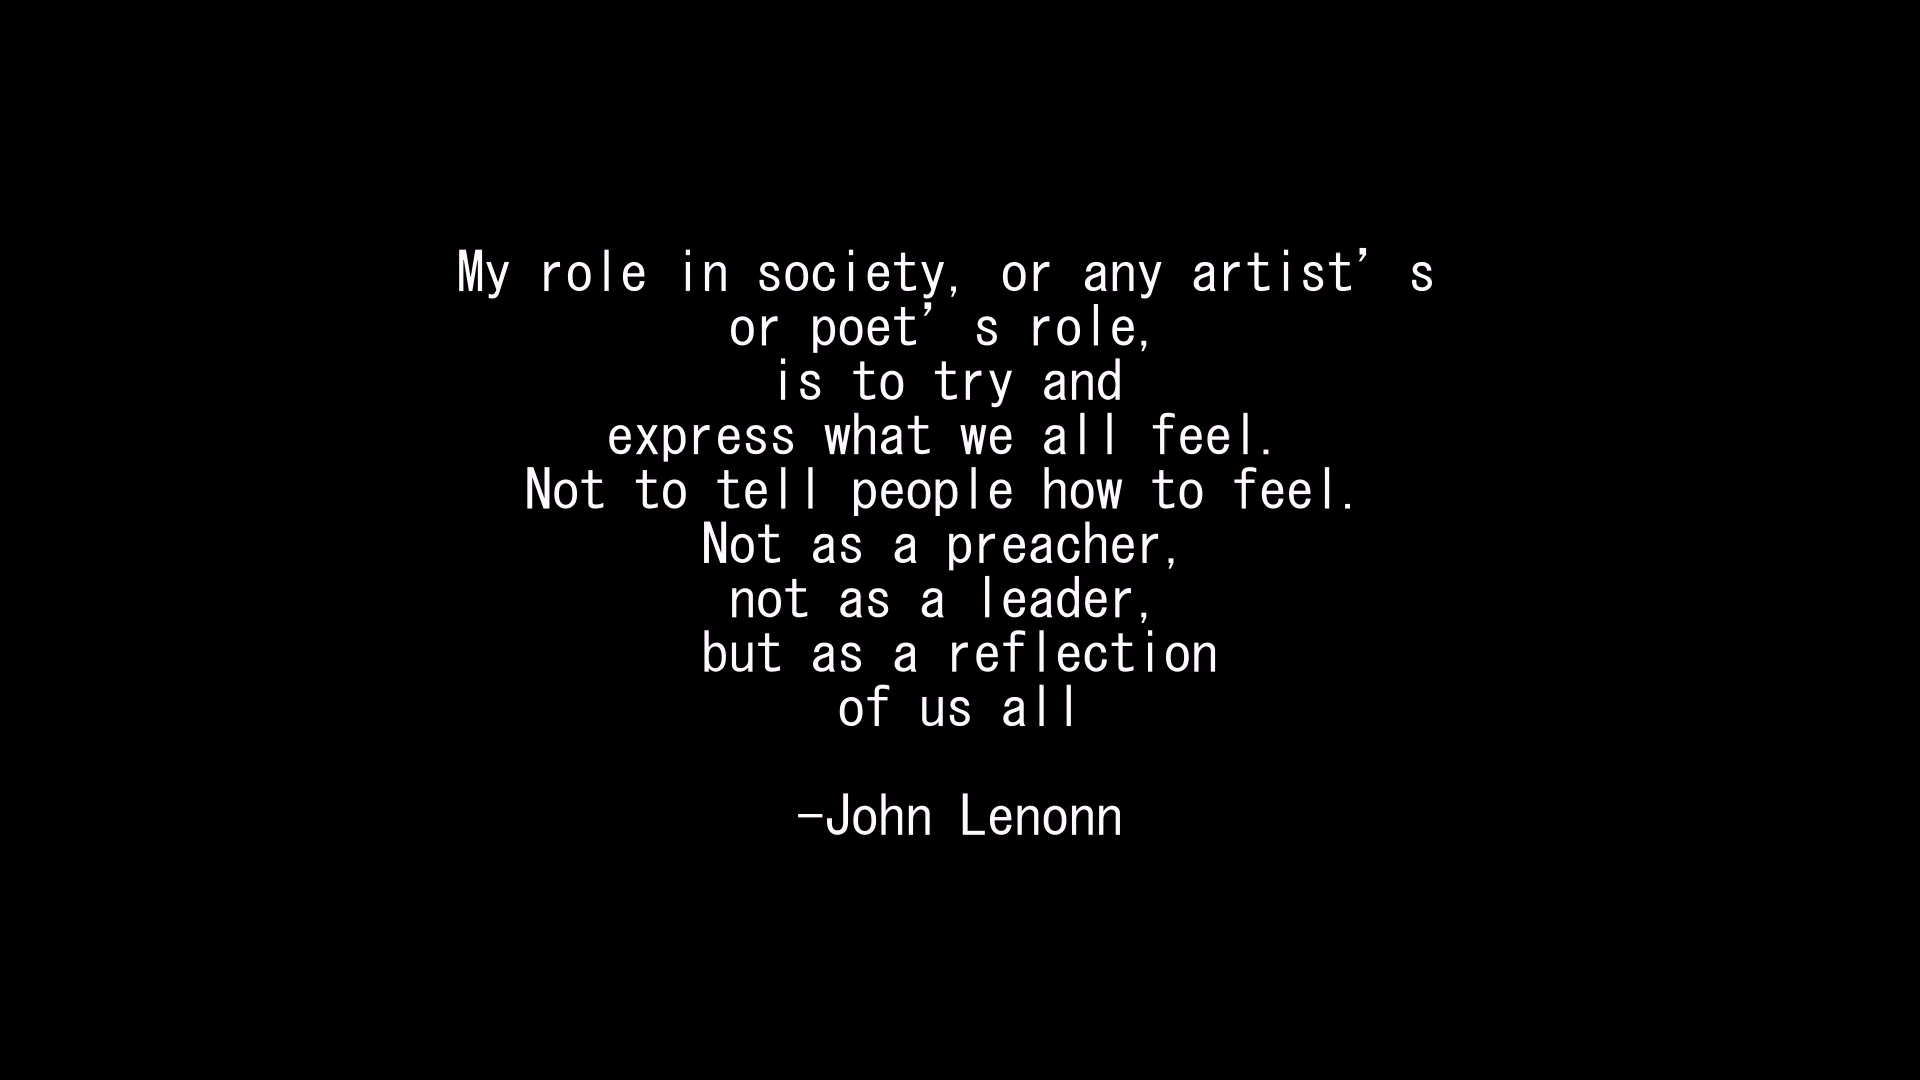 My role in society, or any artist’s
or poet’s role,
is to try and
express what we all feel.
Not to tell people how to feel.
Not as a preacher,
not as a leader,
but as a reflection
of us all
-John Lenonn